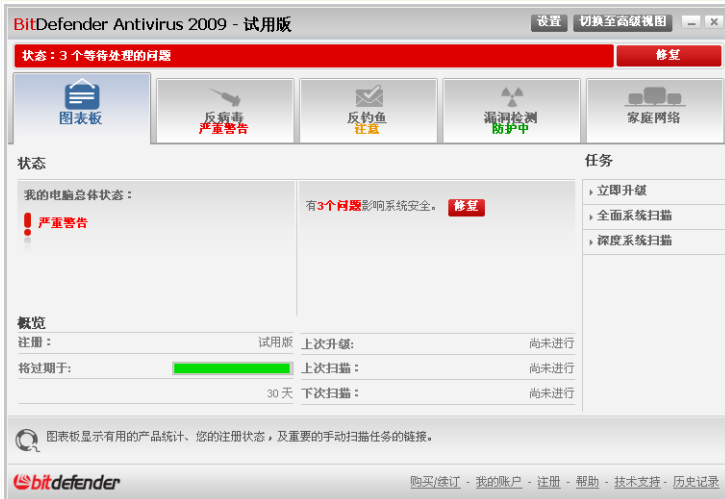 BitDefender Antivirus 2009 - 试用版
设置 切换至高级视图
状态：3 个等待处理的问题 修复
图表板 反病毒 反钓鱼 漏洞检测 家庭网络
严重警告 注意 防护中
状态 任务
我的电脑总体状态：
严重警告
有3个问题影响系统安全。 修复
立即升级
全面系统扫描
深度系统扫描
概览
注册： 试用版 上次升级: 尚未进行
将过期于: 上次扫描： 尚未进行
30 天 下次扫描： 尚未进行
图表板显示有用的产品统计、您的注册状态，及重要的手动扫描任务的链接。
bitdefender 购买/续订 - 我的账户 - 注册 - 帮助 - 技术支持 - 历史记录